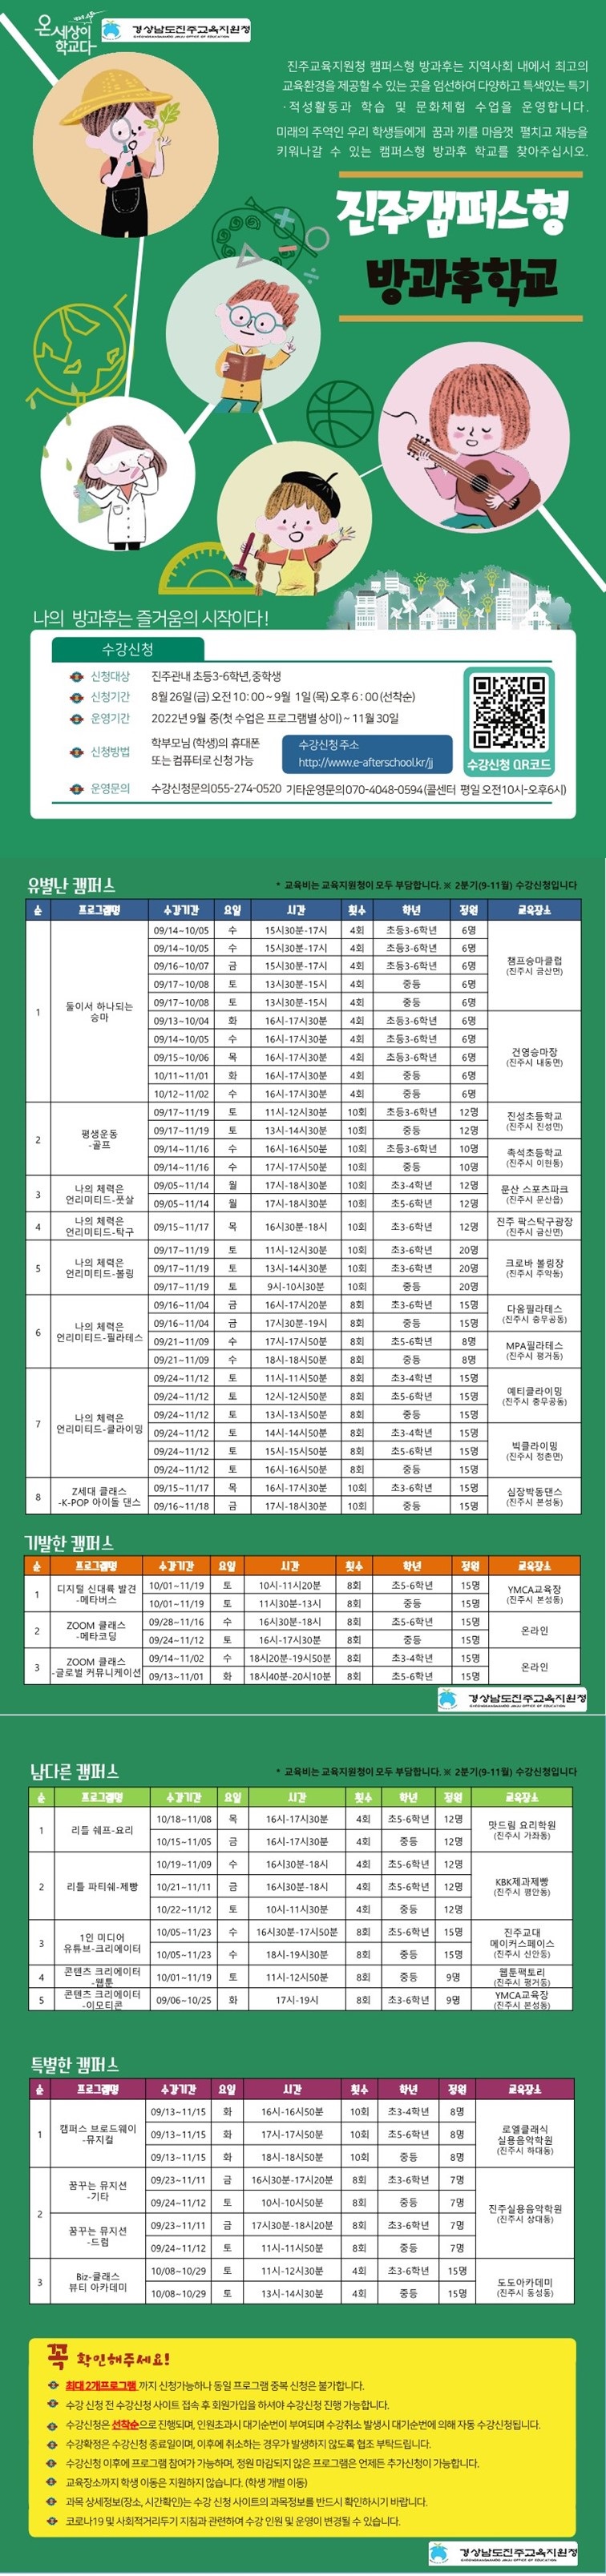 온세상이
학교다
경상남도진주교육지원청
진주교육지원청 캠퍼스형 방과후는 지역사회 내에서 최고의
교육환경을 제공할 수 있는 곳을 엄선하여 다양하고 특색있는 특기
·적성활동과 학습 및 문화체험 수업을 운영합니다.
미래의 주역인 우리 학생들에게 꿈과 끼를 마음껏 펼치고 재능을
키워나갈 수 있는 캠퍼스형 방과후 학교를 찾아주십시오.
진주캠퍼스형
방과후학교
나의 방과후는 즐거움의 시작이다!
수강신청
신청대상 진주관내 초등3-6학년,중학생
신청기간 8월26일(금) 오전10:00 ~ 9월 1일(목) 오후6:00 (선착순)
운영기간 2022년 9월 중(첫 수업은 프로그램별 상이) ~ 11월 30일
신청방법 학부모님 (학생)의 휴대폰
또는 컴퓨터로 신청 가능
수강신청 주소
http://www.e-afterschool.kr/jj
수강신청 QR코드
운영문의 수강신청문의055-274-0520 기타운영문의070-4048-0594(콜센터 평일 오전10시-오후6시)
유별난 캠퍼스 * 교육비는 교육지원청이 모두 부담합니다. ※ 2분기(9-11월) 수강신청입니다
순 프로그램명 수강기간 요일 시간 횟수 학년 정원 교육장소
1 둘이서 하나되는 승마 09/14~10/05 수 15시30분-17시 4회 초등3-6학년 6명 챔프승마클럽 (진주시 금산면)
09/14~10/05 수 15시30분-17시 4회 초등3-6학년 6명
09/16~10/07 금 15시30분-17시 4회 초등3-6학년 6명
09/17~10/08 토 13시30분-15시 4회 중등 6명
09/17~10/08 토 13시30분-15시 4회 중등 6명
09/13~10/04 화 16시-17시30분 4회 초등3-6학년 6명 건영승마장 (진주시 내동면)
09/14~10/05 수 16시-17시30분 4회 초등3-6학년 6명
09/15~10/06 목 16시-17시30분 4회 초등3-6학년 6명
10/11~11/01 화 16시-17시30분 4회 중등 6명
10/12~11/02 수 16시-17시30분 4회 중등 6명
2 평생운동 -골프 09/17~11/19 토 11시-12시30분 10회 초등3-6학년 12명 진성초등학교 (진주시 진성면)
09/17~11/19 토 13시-14시30분 10회 중등 12명
09/14~11/16 수 16시-16시50분 10회 초등3-6학년 10명 촉석초등학교 (진주시 이현동)
09/14~11/16 수 17시-17시50분 10회 중등 10명
3 나의 체력은 언리미티드-풋살 09/05~11/14 월 17시-18시30분 10회 초3-4학년 12명 문산 스포츠파크 (진주시 문산읍)
09/05~11/14 월 17시-18시30분 10회 초5-6학년 12명
4 나의 체력은 언리미티드-탁구 09/15~11/17 목 16시30분-18시 10회 초3-6학년 12명 진주 팍스탁구광장 (진주시 금산면)
5 나의 체력은 언리미티드-볼링 09/17~11/19 토 11시-12시30분 10회 초3-6학년 20명 크로바 볼링장 (진주시 주약동)
09/17~11/19 토 13시-14시30분 10회 초3-6학년 20명
09/17~11/19 토 9시-10시30분 10회 중등 20명
6 나의 체력은 언리미티드-필라테스 09/16~11/04 금 16시-17시20분 8회 초3-6학년 15명 다옴필라테스 (진주시 충무공동)
09/16~11/04 금 17시30분-19시 8회 중등 15명
09/21~11/09 수 17시-17시50분 8회 초5-6학년 8명 MPA필라테스 (진주시 평거동)
09/21~11/09 수 18시-18시50분 8회 중등 8명
7 나의 체력은 언리미티드-클라이밍 09/24~11/12 토 11시-11시50분 8회 초3-4학년 15명 예티클라이밍 (진주시 충무공동)
09/24~11/12 토 12시-12시50분 8회 초5-6학년 15명
09/24~11/12 토 13시-13시50분 8회 중등 15명
09/24~11/12 토 14시-14시50분 8회 초3-4학년 15명 빅클라이밍 (진주시 정촌면)
09/24~11/12 토 15시-15시50분 8회 초5-6학년 15명
09/24~11/12 토 16시-16시50분 8회 중등 15명
8 Z세대 클래스 -K-POP 아이돌 댄스 09/15~11/17 목 16시-17시30분 10회 초3-6학년 15명 심장박동댄스 (진주시 본성동)
09/16~11/18 금 17시-18시30분 10회 중등 15명
기발한 캠퍼스
순 프로그램명 수강기간 요일 시간 횟수 학년 정원 교육장소
1 디지털 신대륙 발견 -메타버스 10/01~11/19 토 10시-11시20분 8회 초5-6학년 15명 YMCA교육장 (진주시 본성동)
10/01~11/19 토 11시30분-13시 8회 중등 15명
2 ZOOM 클래스 -메타코딩 09/28~11/16 수 16시30분-18시 8회 초5-6학년 15명 온라인
09/24~11/12 토 16시-17시30분 8회 중등 15명
3 ZOOM 클래스 -글로벌 커뮤니케이션 09/14~11/02 수 18시20분-19시50분 8회 초3-4학년 15명 온라인
09/13~11/01 화 18시40분-20시10분 8회 초5-6학년 15명
경상남도진주교육지원청
남다른 캠퍼스 * 교육비는 교육지원청이 모두 부담합니다. ※ 2분기(9-11월) 수강신청입니다
순 프로그램명 수강기간 요일 시간 횟수 학년 정원 교육장소
1 리틀 쉐프-요리 10/18~11/08 목 16시-17시30분 4회 초5-6학년 12명 맛드림 요리학원 (진주시 가좌동)
10/15~11/05 금 16시-17시30분 4회 중등 12명
2 리틀 파티쉐-제빵 10/19~11/09 수 16시30분-18시 4회 초5-6학년 12명 KBK제과제빵 (진주시 평안동)
10/21~11/11 금 16시30분-18시 4회 초5-6학년 12명
10/22~11/12 토 10시-11시30분 4회 중등 12명
3 1인 미디어 유튜브-크리에이터 10/05~11/23 수 16시30분-17시50분 8회 초5-6학년 15명 진주교대 메이커스페이스 (진주시 신안동)
10/05~11/23 수 18시-19시30분 8회 중등 15명
4 콘텐츠 크리에이터 -웹툰 10/01~11/19 토 11시-12시50분 8회 중등 9명 웹툰팩토리 (진주시 평거동)
5 콘텐츠 크리에이터 -이모티콘 09/06~10/25 화 17시-19시 8회 초3-6학년 9명 YMCA교육장 (진주시 본성동)
특별한 캠퍼스
순 프로그램명 수강기간 요일 시간 횟수 학년 정원 교육장소
1 캠퍼스 브로드웨이 -뮤지컬 09/13~11/15 화 16시-16시50분 10회 초3-4학년 8명 로엘클래식 실용음악학원 (진주시 하대동)
09/13~11/15 화 17시-17시50분 10회 초5-6학년 8명
09/13~11/15 화 18시-18시50분 10회 중등 8명
2 꿈꾸는 뮤지션 -기타 09/23~11/11 금 16시30분-17시20분 8회 초3-6학년 7명 진주실용음악학원 (진주시 상대동)
09/24~11/12 토 10시-10시50분 8회 중등 7명
꿈꾸는 뮤지션 -드럼 09/23~11/11 금 17시30분-18시20분 8회 초3-6학년 7명
09/24~11/12 토 11시-11시50분 8회 중등 7명
3 Biz-클래스 뷰티 아카데미 10/08~10/29 토 11시-12시30분 4회 초3-6학년 15명 도도아카데미 (진주시 동성동)
10/08~10/29 토 13시-14시30분 4회 중등 15명
꼭 확인해주세요!
최대 2개프로그램 까지 신청가능하나 동일 프로그램 중복 신청은 불가합니다.
수강 신청 전 수강신청 사이트 접속 후 회원가입을 하셔야 수강신청 진행 가능합니다.
수강신청은 선착순으로 진행되며, 인원초과시 대기순번이 부여되며 수강취소 발생시 대기순번에 의해 자동 수강신청됩니다.
수강확정은 수강신청 종료일이며, 이후에 취소하는 경우가 발생하지 않도록 협조 부탁드립니다.
수강신청 이후에 프로그램 참여가 가능하며, 정원 마감되지 않은 프로그램은 언제든 추가신청이 가능합니다.
교육장소까지 학생 이동은 지원하지 않습니다. (학생 개별 이동)
과목 상세정보(장소, 시간확인)는 수강 신청 사이트의 과목정보를 반드시 확인하시기 바랍니다.
코로나19 및 사회적거리두기 지침과 관련하여 수강 인원 및 운영이 변경될 수 있습니다.
경상남도진주교육지원청